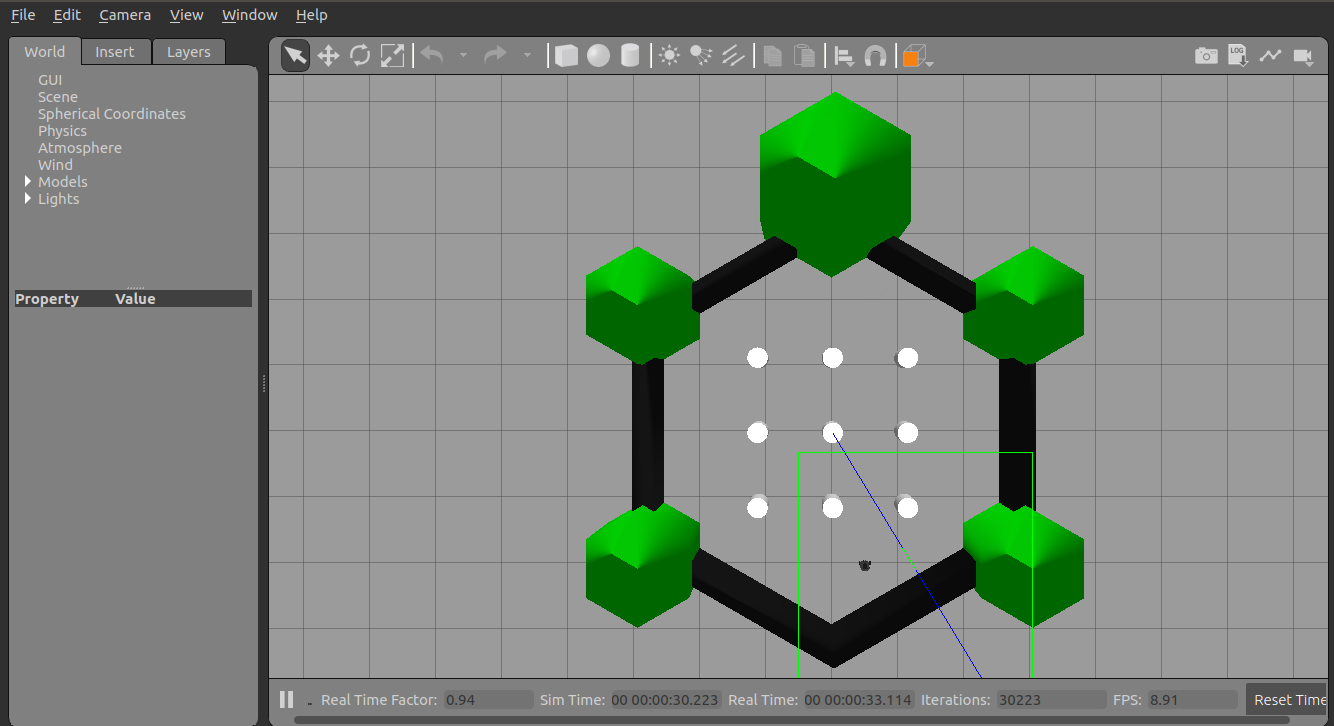 File Edit Camera View Window Help
World Insert Layers
GUI
Scene
Spherical Coordinates
Physics
Atmosphere
Wind
Models
Lights
Property Value
LOG
Real Time Factor: 0.94 Sim Time: 00 00:00:30.223 Real Time: 00 00:00:33.114 Iterations: 30223 FPS: 8.91 Reset Time